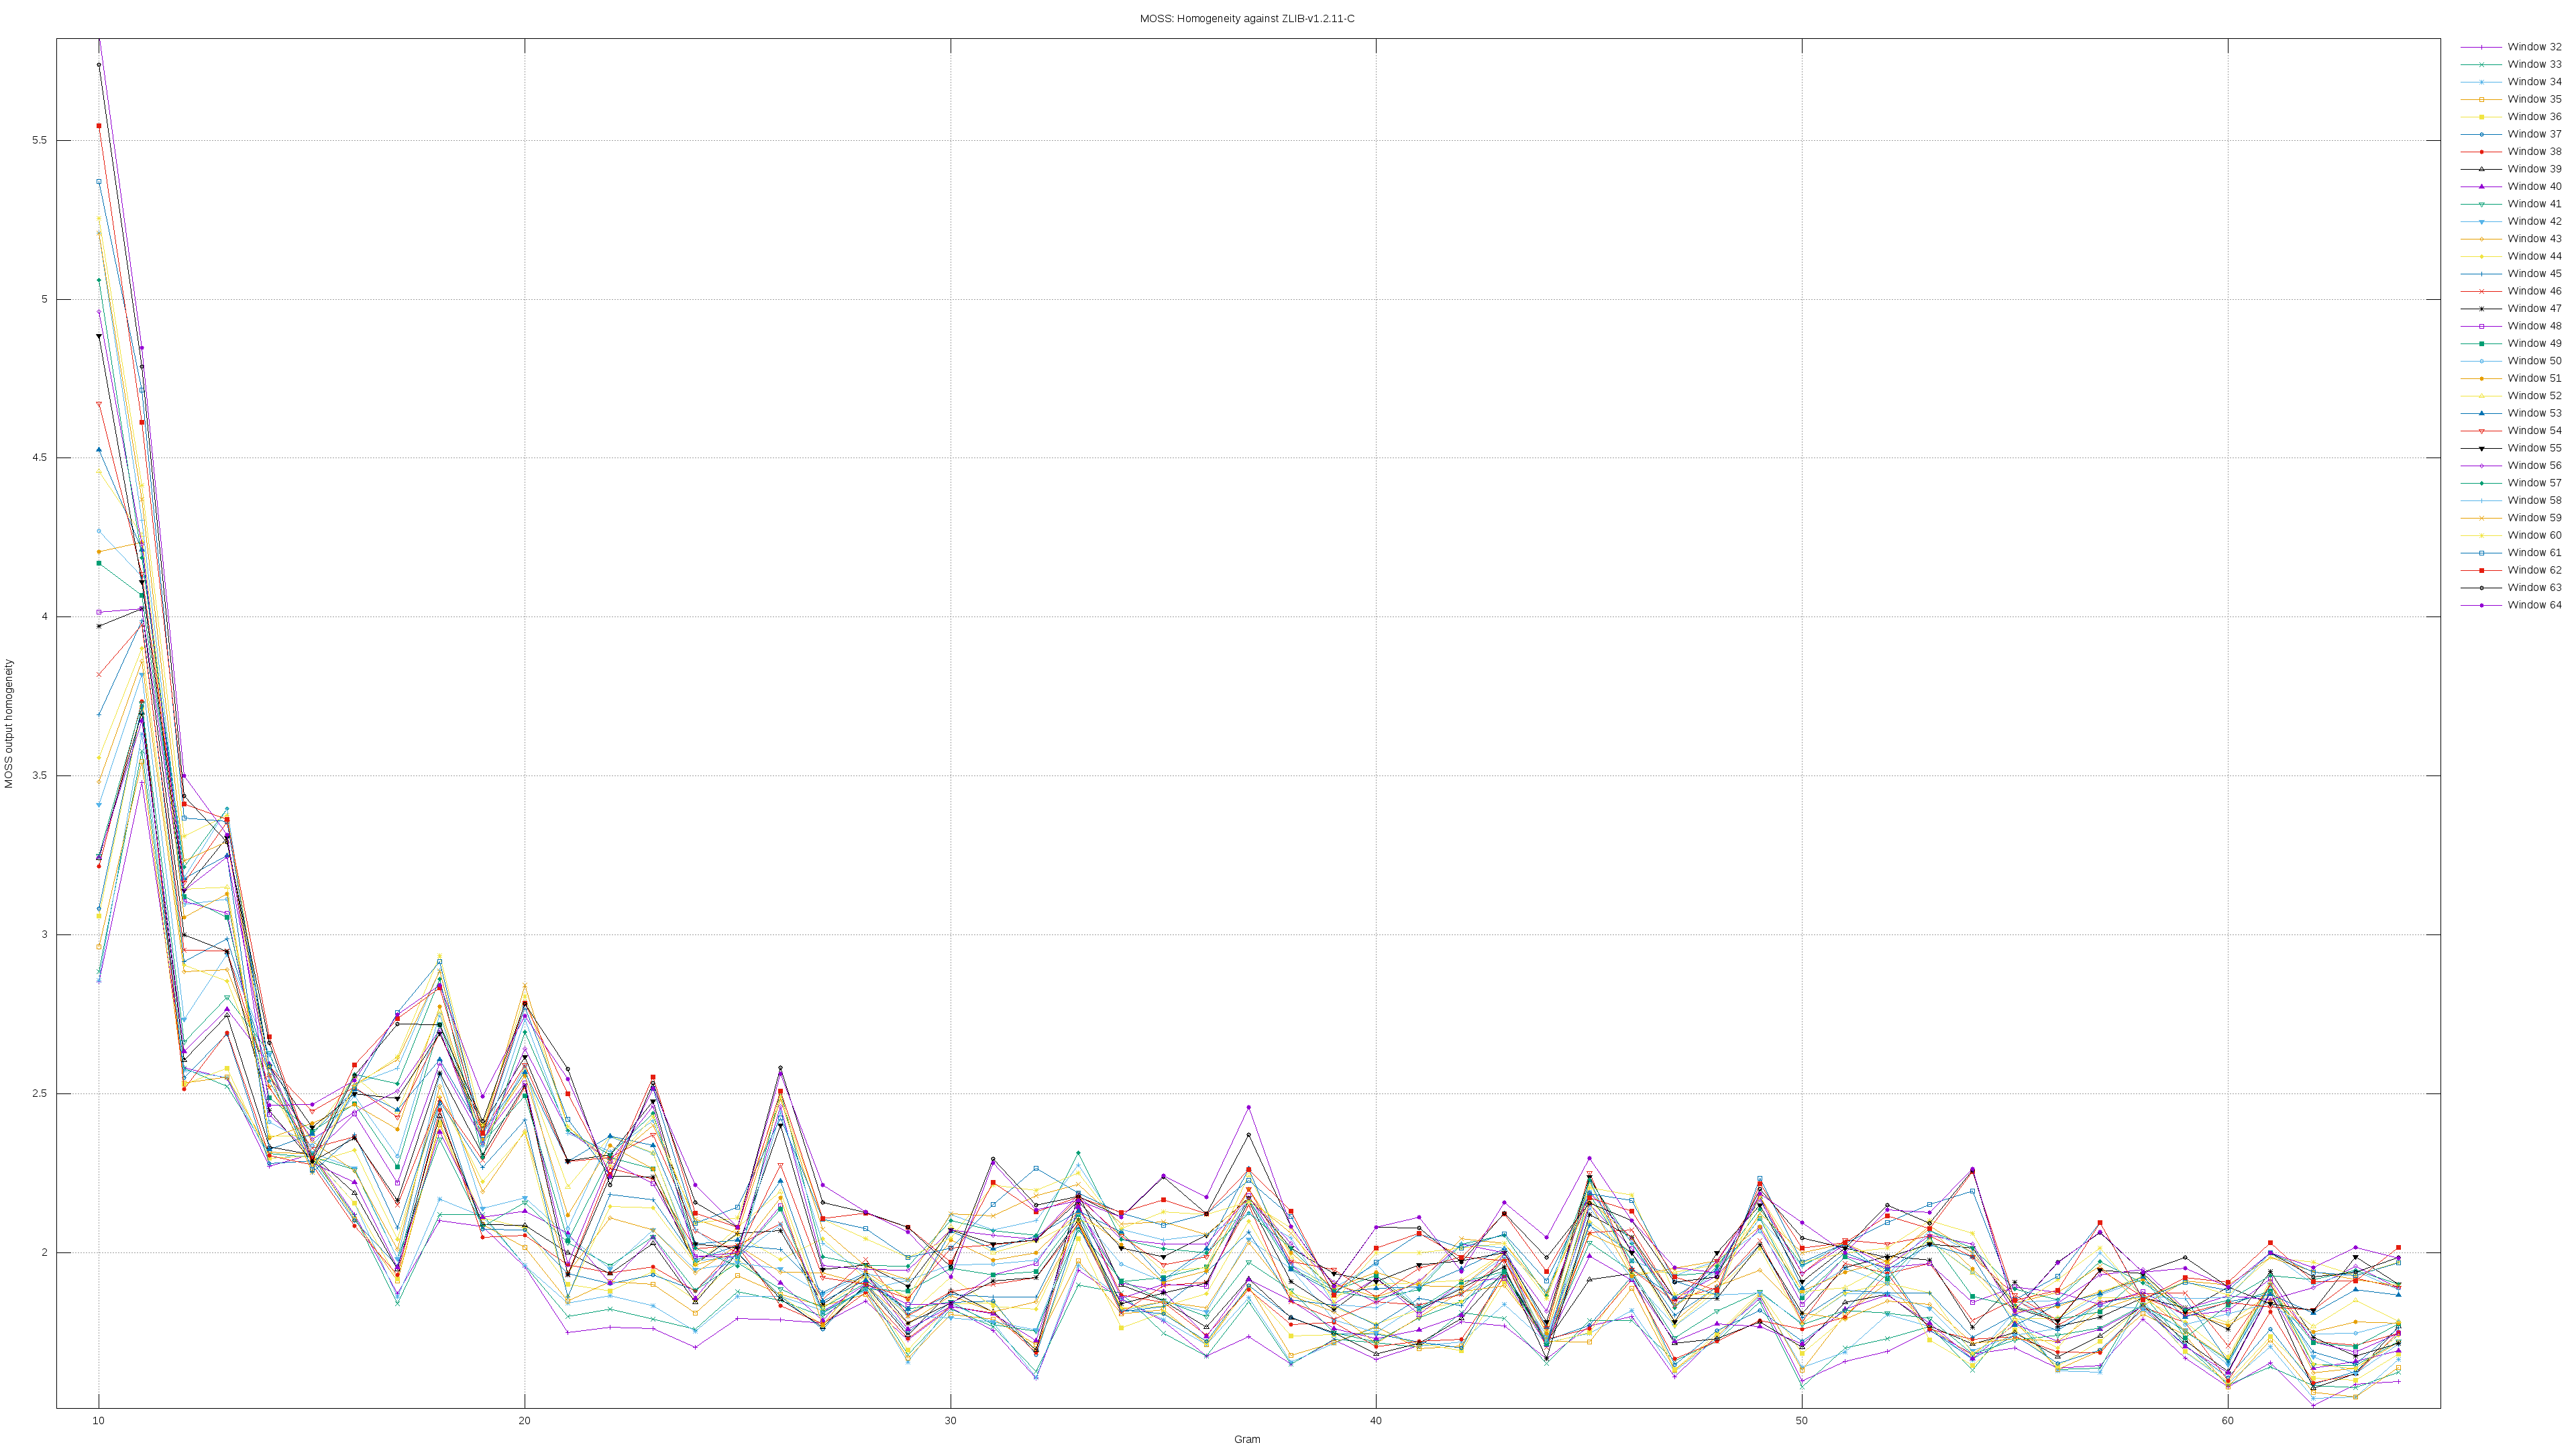 MOSS: Homogeneity against ZLIB-v1.2.11-C
MOSS output homogeneity
5.5
5
4.5
4
3.5
3
2.5
2
10
20
30
40
50
60
Gram
Window 32
Window 33
Window 34
Window 35
Window 36
Window 37
Window 38
Window 39
Window 40
Window 41
Window 42
Window 43
Window 44
Window 45
Window 46
Window 47
Window 48
Window 49
Window 50
Window 51
Window 52
Window 53
Window 54
Window 55
Window 56
Window 57
Window 58
Window 59
Window 60
Window 61
Window 62
Window 63
Window 64